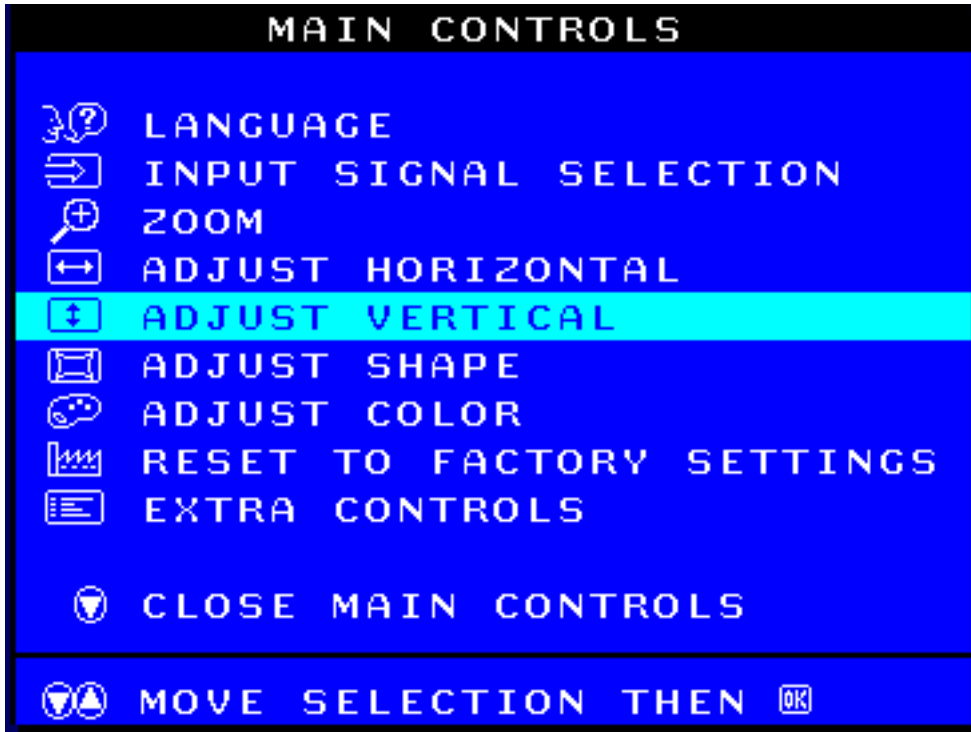 MAIN CONTROLS
LANGUAGE
INPUT SIGNAL SELECTION
ZOOM
ADJUST HORIZONTAL
ADJUST VERTICAL
ADJUST SHAPE
ADJUST COLOR
RESET TO FACTORY SETTINGS
EXTRA CONTROLS
CLOSE MAIN CONTROLS
MOVE SELECTION THEN OK